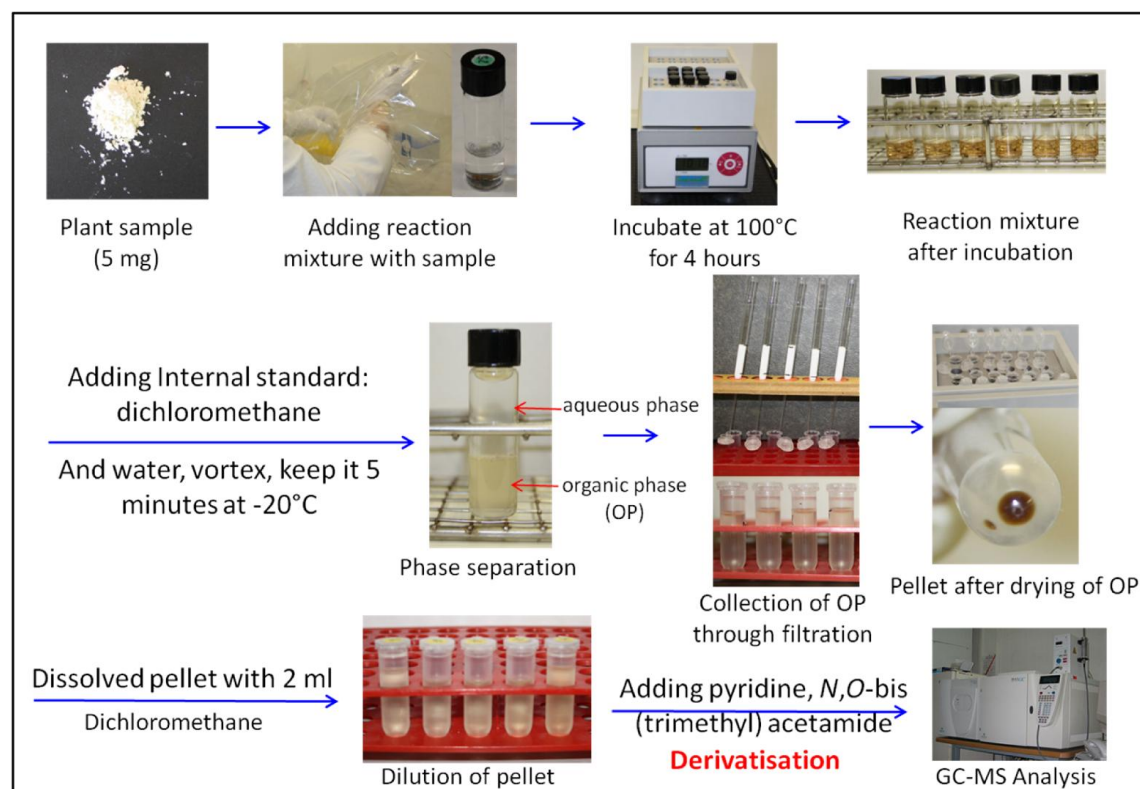 Plant sample
(5 mg)
Adding reaction
mixture with sample
Incubate at 100°C
for 4 hours
Reaction mixture
after incubation
Adding Internal standard:
dichloromethane
And water, vortex, keep it 5
minutes at -20°C
aqueous phase
organic phase
(OP)
Phase separation
Collection of OP
through filtration
Pellet after drying of OP
Dissolved pellet with 2 ml
Dichloromethane
Dilution of pellet
Adding pyridine, N,O-bis
(trimethyl) acetamide
Derivatisation
GC-MS Analysis